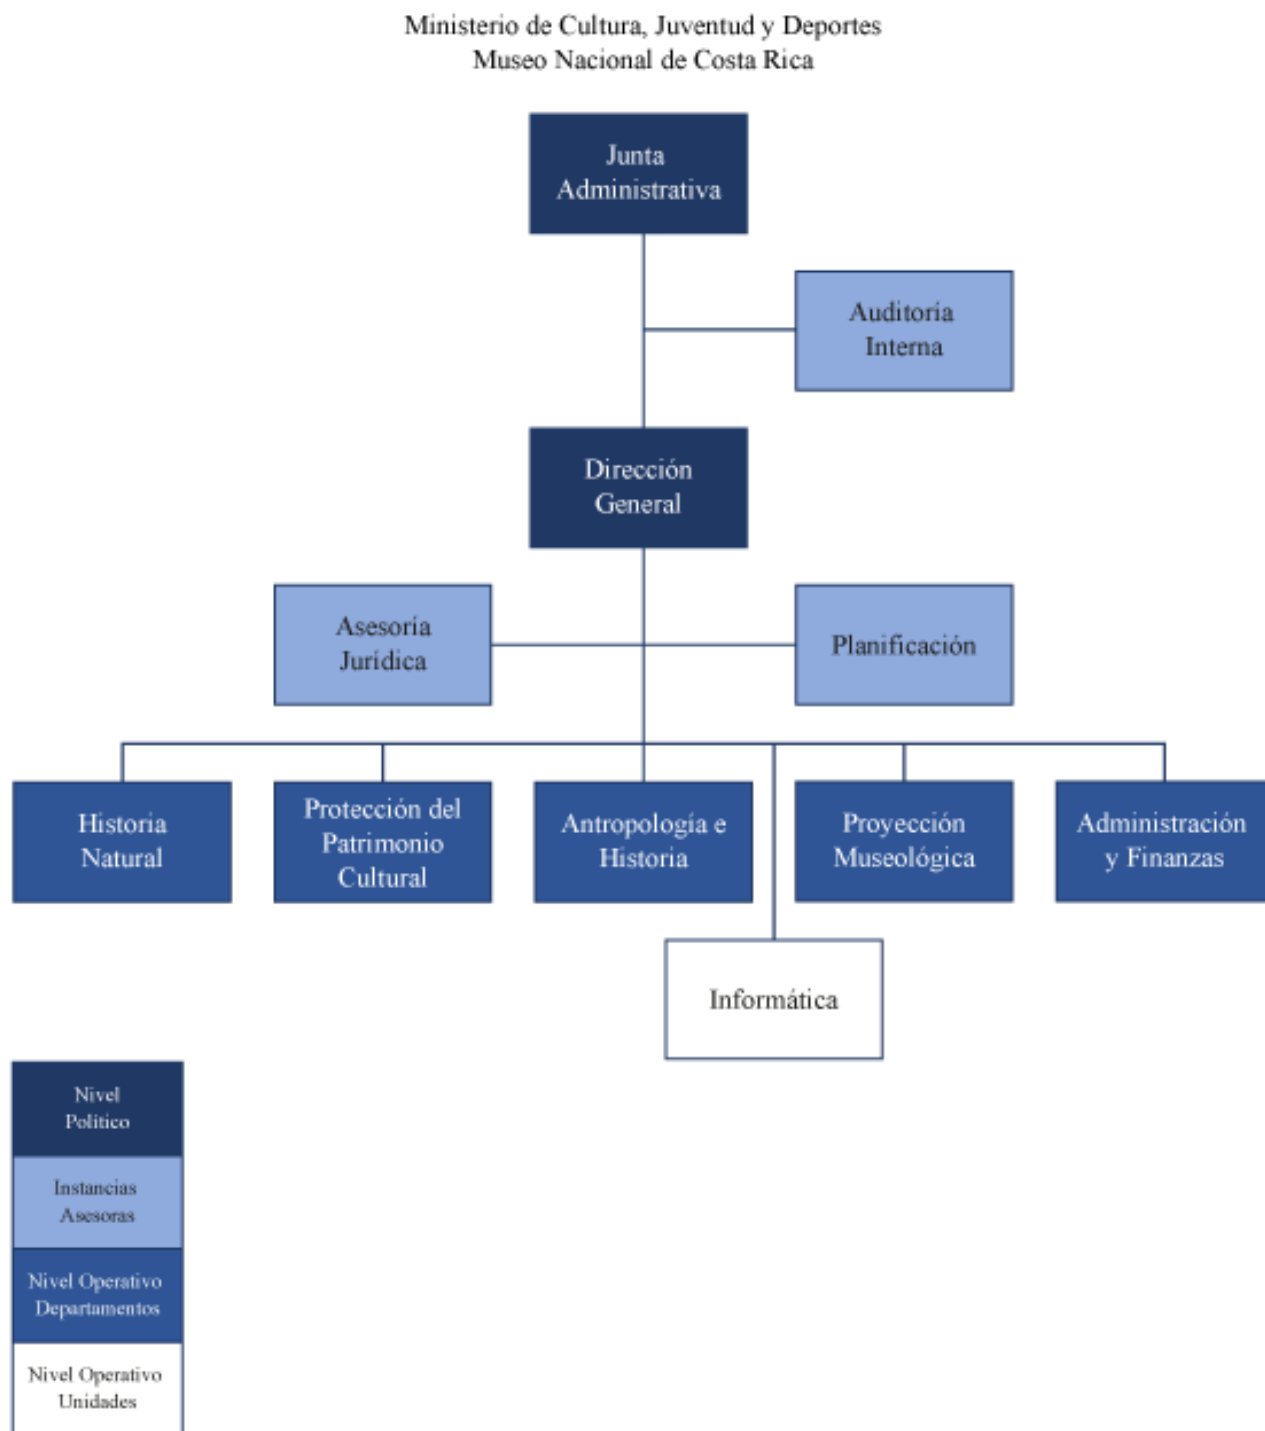 Ministerio de Cultura, Juventud y Deportes
Museo Nacional de Costa Rica
Junta
Administrativa
Auditoría
Interna
Dirección
General
Asesoría
Jurídica
Planificación
Historia
Natural
Protección del
Patrimonio
Cultural
Antropología e
Historia
Proyección
Museológica
Administración
y Finanzas
Informática
Nivel
Político
Instancias
Asesoras
Nivel Operativo
Departamentos
Nivel Operativo
Unidades